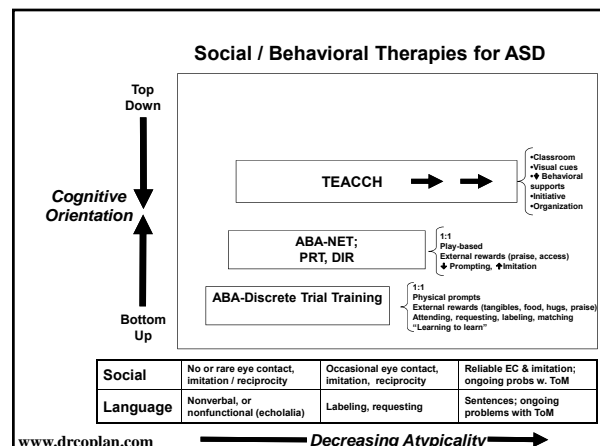 Social / Behavioral Therapies for ASD
Top
Down
Cognitive
Orientation
Bottom
Up
TEACCH
•Classroom
•Visual cues
•Behavioral
supports
•Initiative
•Organization
ABA-NET;
PRT, DIR
1:1
Play-based
External rewards (praise, access)
↓ Prompting, ↑Imitation
ABA-Discrete Trial Training
1:1
Physical prompts
External rewards (tangibles, food, hugs, praise)
Attending, requesting, labeling, matching
“Learning to learn”
Social
No or rare eye contact,
imitation / reciprocity
Occasional eye contact,
imitation, reciprocity
Reliable EC & imitation;
ongoing probs w. ToM
Language
Nonverbal, or
nonfunctional (echolalia)
Labeling, requesting
Sentences; ongoing
problems with ToM
www.drcoplan.com
Decreasing Atypicality